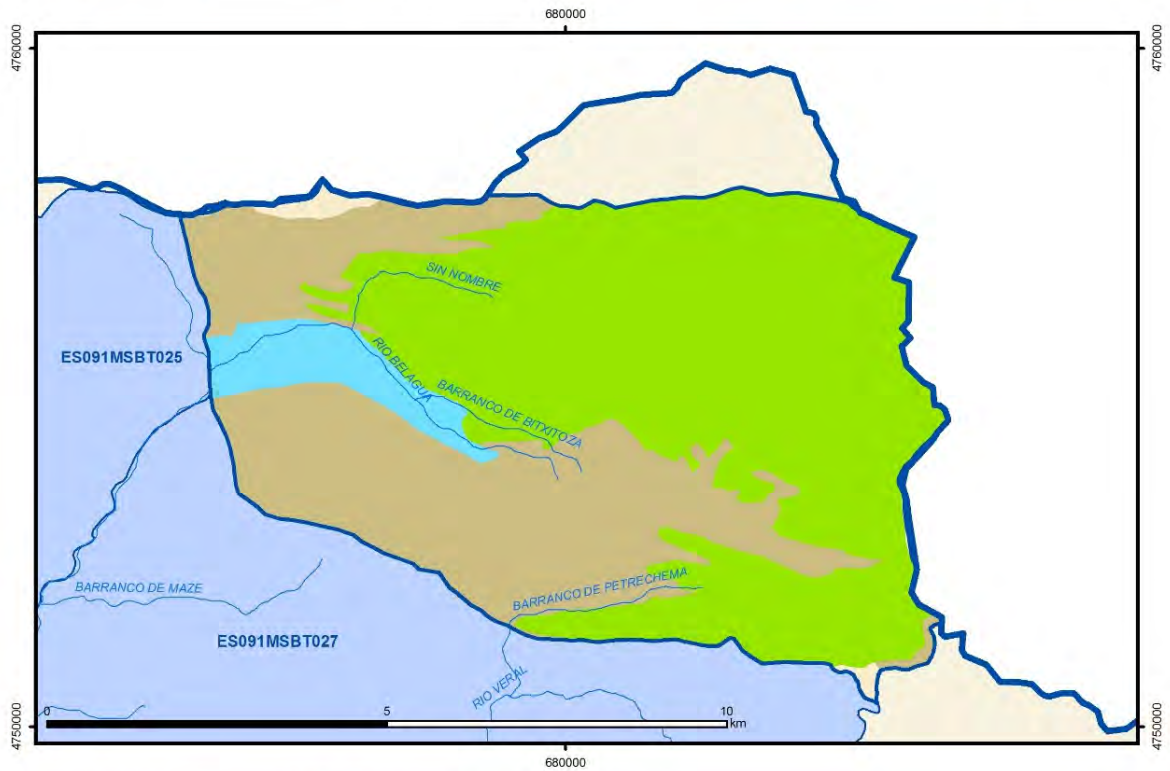 680000
4760000
4760000
SIN NOMBRE
ES091MSBT025
RIO BELAGUA
BARRANCO DE BITXITOZA
BARRANCO DE MAZE
BARRANCO DE PETRECHEMA
ES091MSBT027
RIO VERAL
0 5 10
km
4750000
4750000
680000